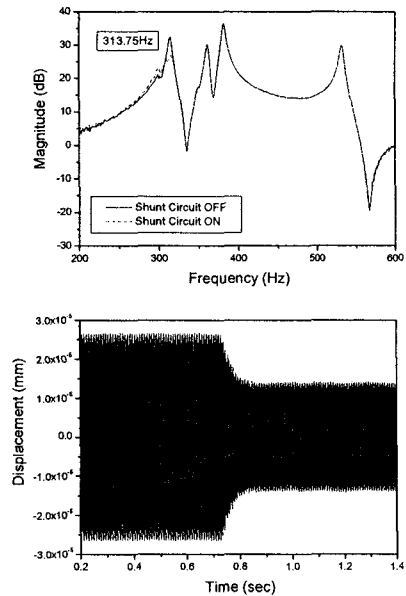 40
30
20
10
0
-10
-20
-30
Magnitude (dB)
313.75Hz
Shunt Circuit OFF
Shunt Circuit ON
200
300
400
500
600
Frequency (Hz)
3.0x10⁻⁵
2.0x10⁻⁵
1.0x10⁻⁵
0.0
-1.0x10⁻⁵
-2.0x10⁻⁵
-3.0x10⁻⁵
Displacement (mm)
0.2
0.4
0.6
0.8
1.0
1.2
1.4
Time (sec)